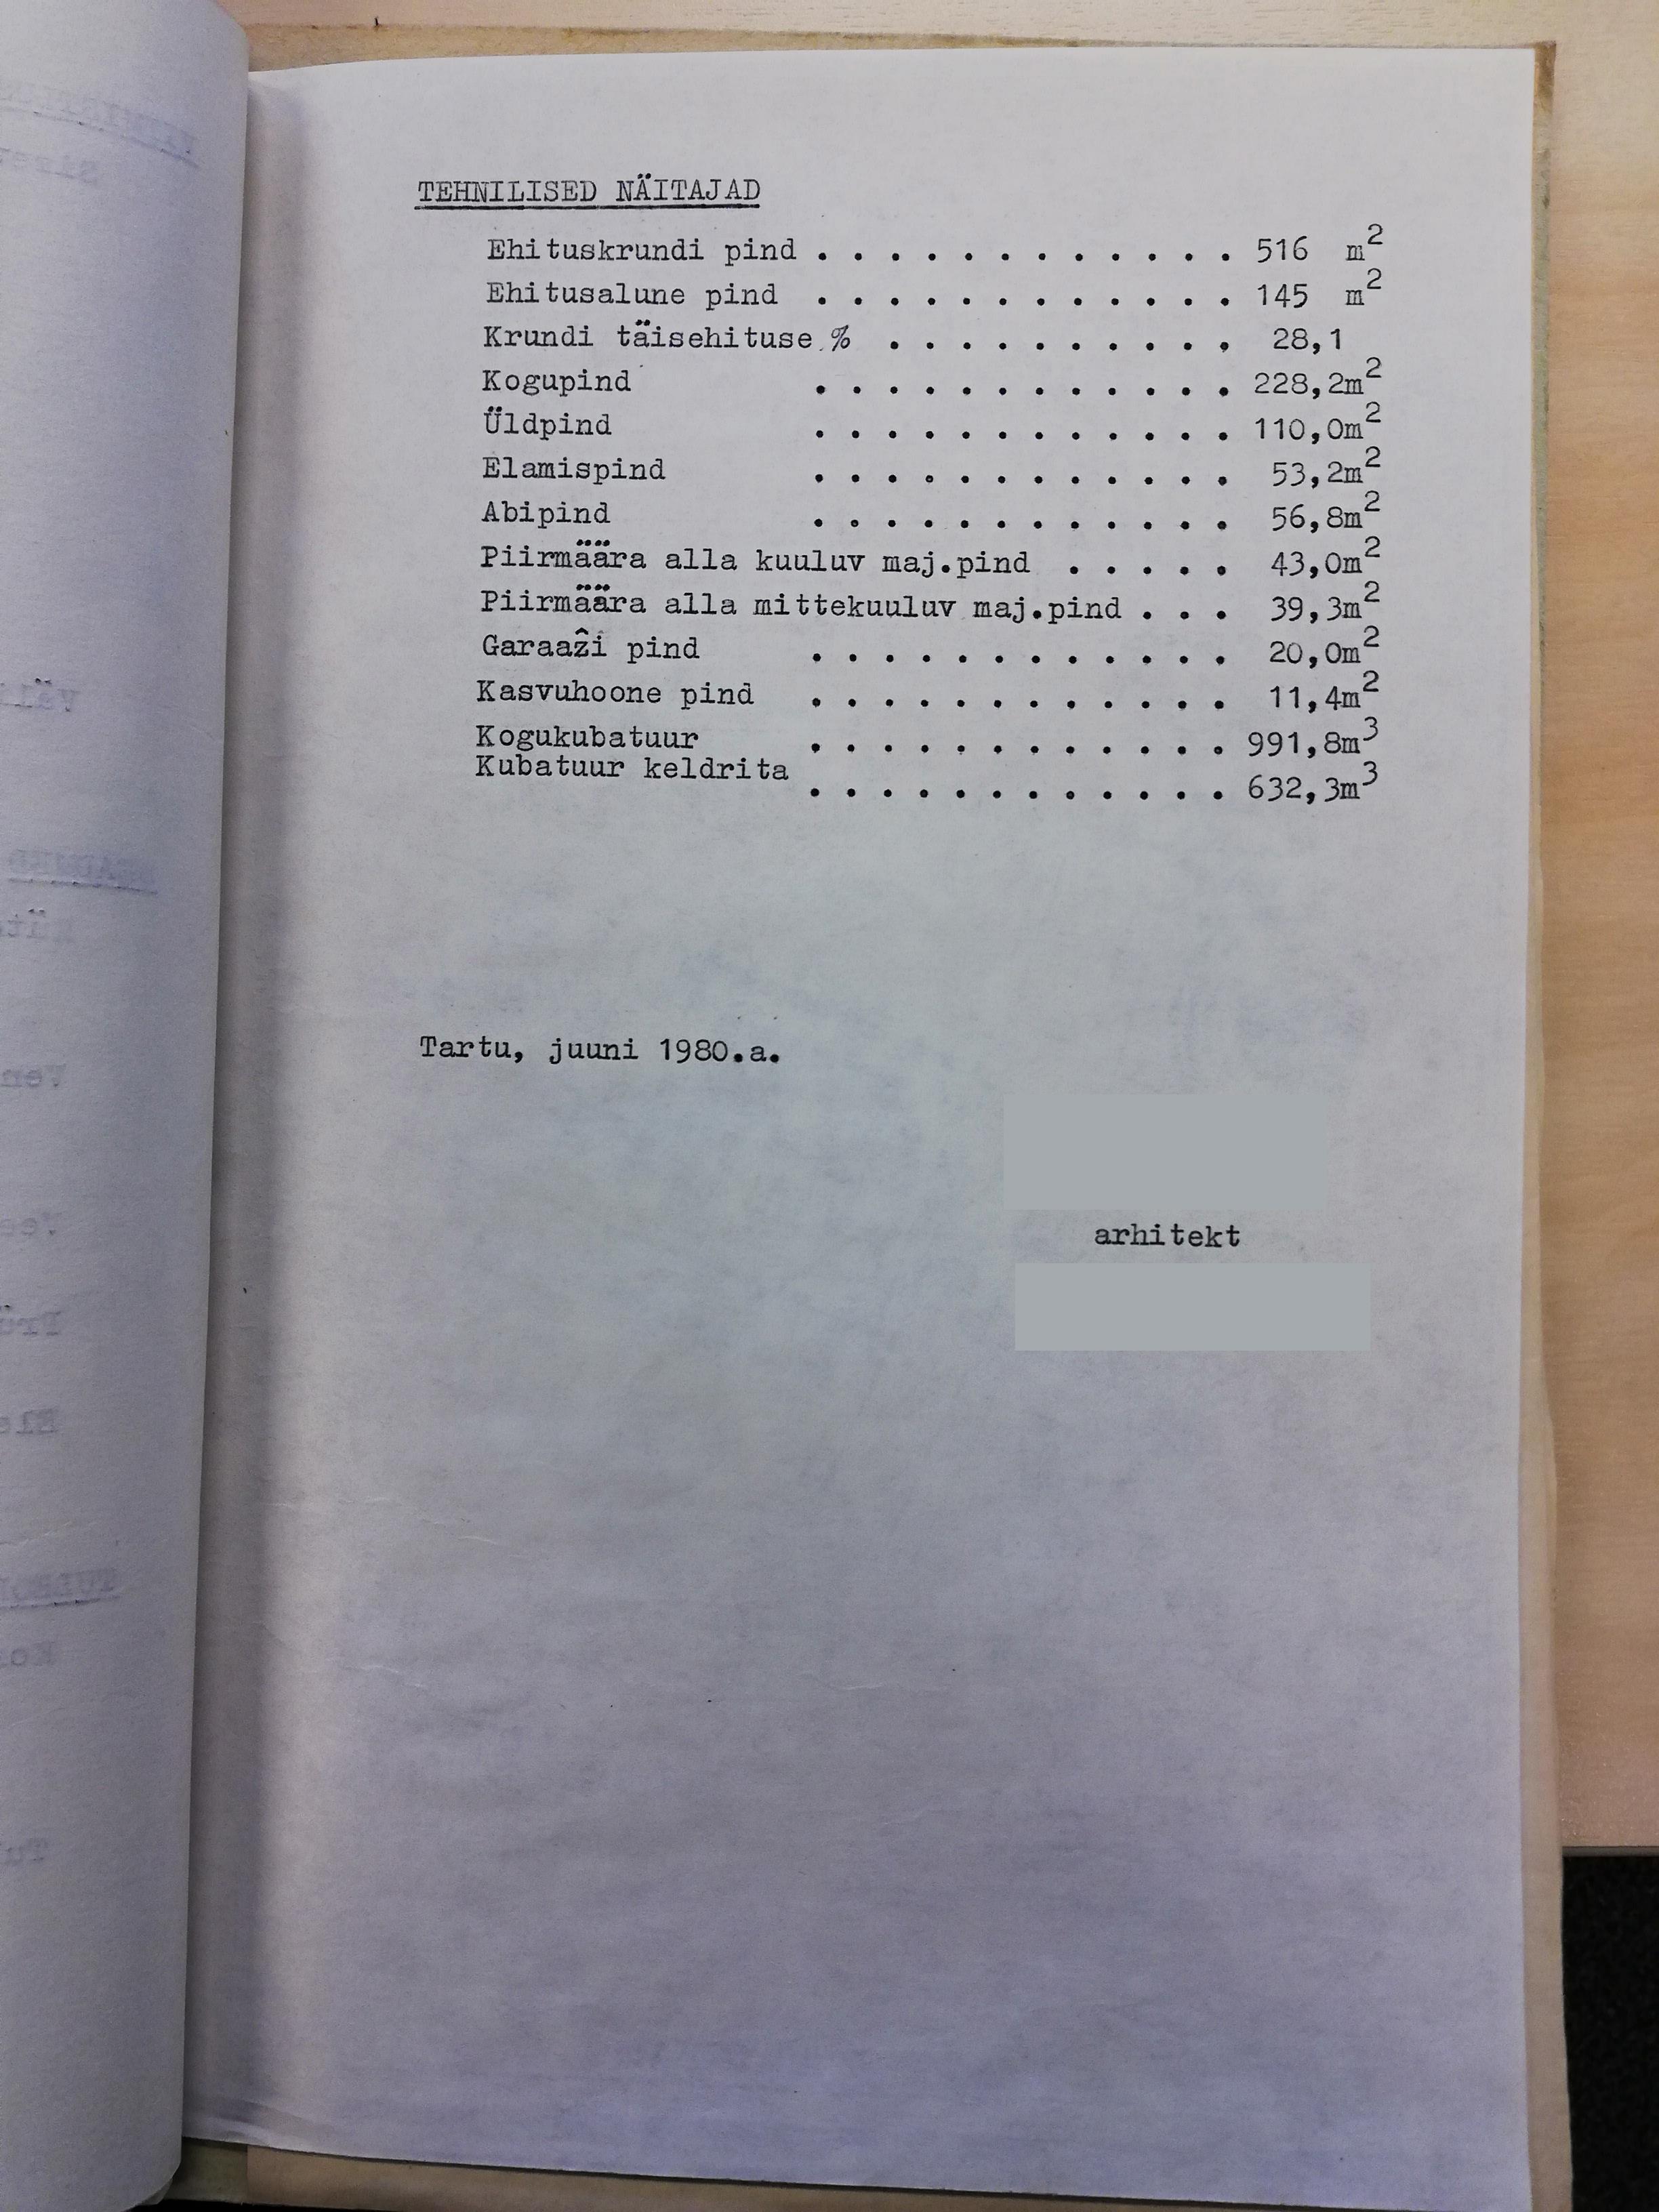 TEHNILISED NÄITAJAD
Ehituskrundi pind . . . . . . . . . . . . 516 m²
Ehitusalune pind . . . . . . . . . . . . 145 m²
Krundi täisehituse % . . . . . . . . . . 28,1
Kogupind . . . . . . . . . . . . 228,2m²
Üldpind . . . . . . . . . . . . 110,0m²
Elamispind . . . . . . . . . . . . 53,2m²
Abipind . . . . . . . . . . . . 56,8m²
Piirmäära alla kuuluv maj.pind . . . . . 43,0m²
Piirmäära alla mittekuuluv maj.pind . . . 39,3m²
Garaaẑi pind . . . . . . . . . . . . 20,0m²
Kasvuhoone pind . . . . . . . . . . . . 11,4m²
Kogukubatuur . . . . . . . . . . . . 991,8m³
Kubatuur keldrita . . . . . . . . . . . . 632,3m³
Tartu, juuni 1980.a.
arhitekt